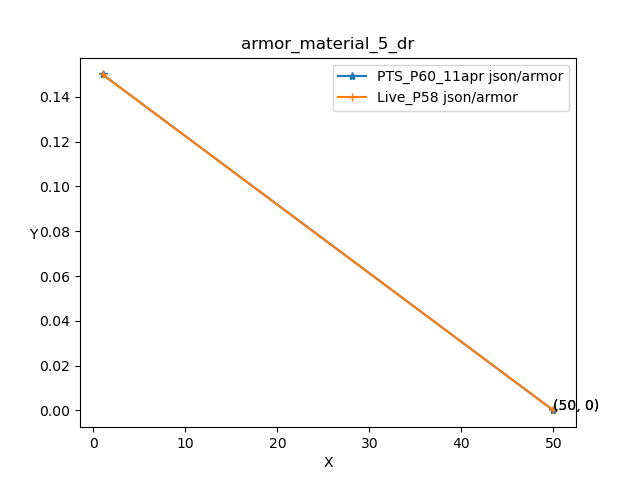 armor_material_5_dr
PTS_P60_11apr json/armor
Live_P58 json/armor
0.14
0.12
0.10
Y
0.08
0.06
0.04
0.02
0.00
(50, 0)
0 10 20 30 40 50
X